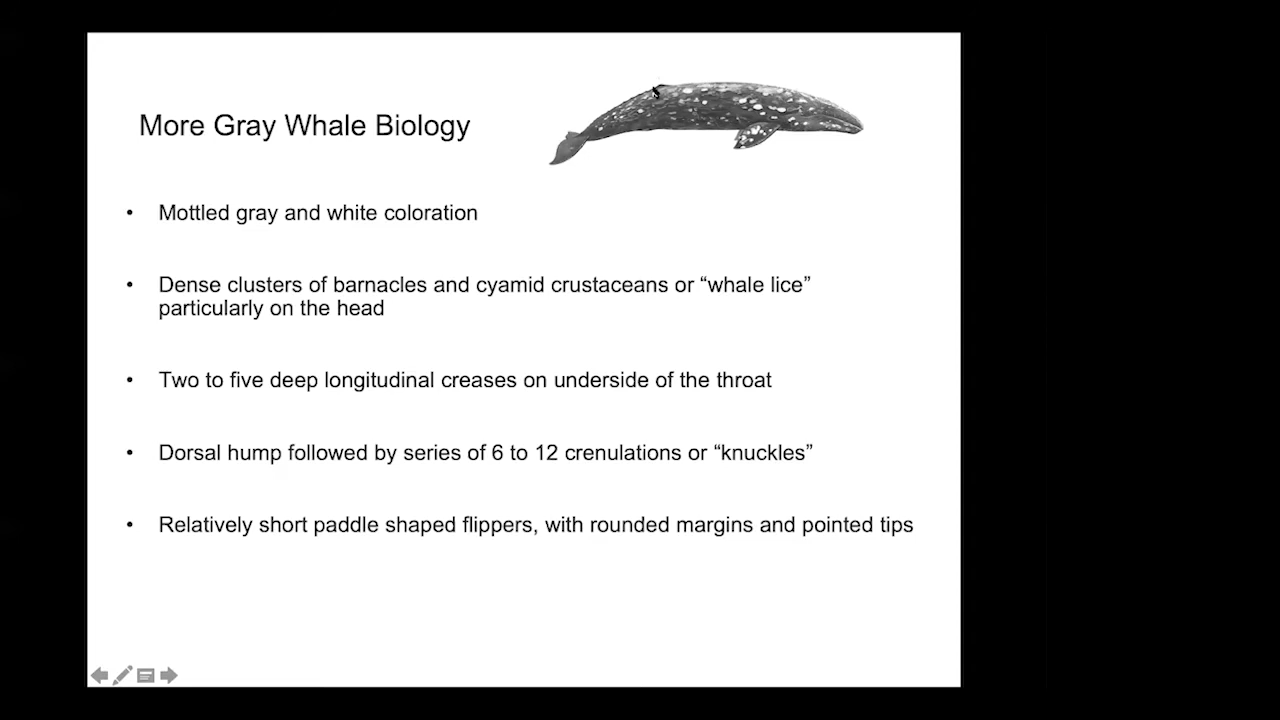 More Gray Whale Biology
• Mottled gray and white coloration
• Dense clusters of barnacles and cyamid crustaceans or “whale lice”
particularly on the head
• Two to five deep longitudinal creases on underside of the throat
• Dorsal hump followed by series of 6 to 12 crenulations or “knuckles”
• Relatively short paddle shaped flippers, with rounded margins and pointed tips